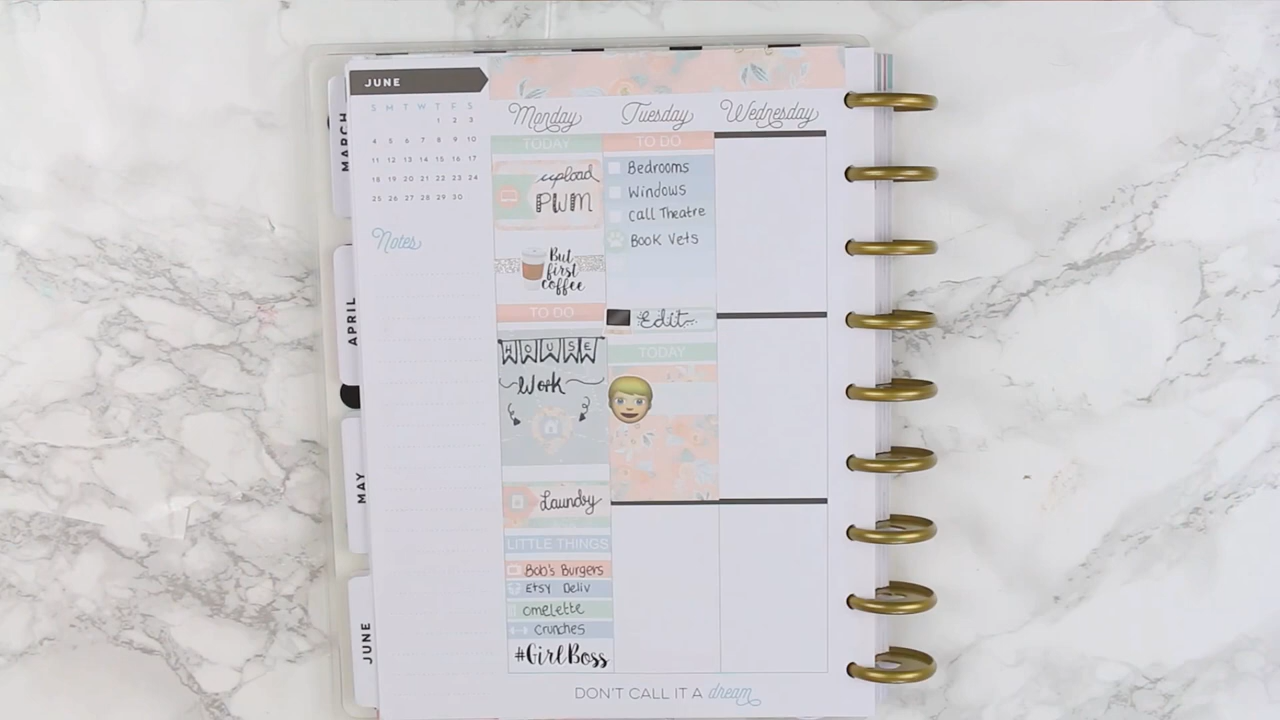 JUNE
S M T W T F S
1 2 3
4 5 6 7 8 9 10
11 12 13 14 15 16 17
18 19 20 21 22 23 24
25 26 27 28 29 30
Notes
MARCH
APRIL
MAY
JUNE
Monday
TODAY
upload
PWM
But
first
coffee
TO DO
HOUSE
Work
Laundry
LITTLE THINGS
Bob's Burgers
Etsy Deliv
omelette
crunches
#GirlBoss
Tuesday
TO DO
Bedrooms
Windows
call Theatre
Book Vets
Edit
TODAY
Wednesday
DON'T CALL IT A dream